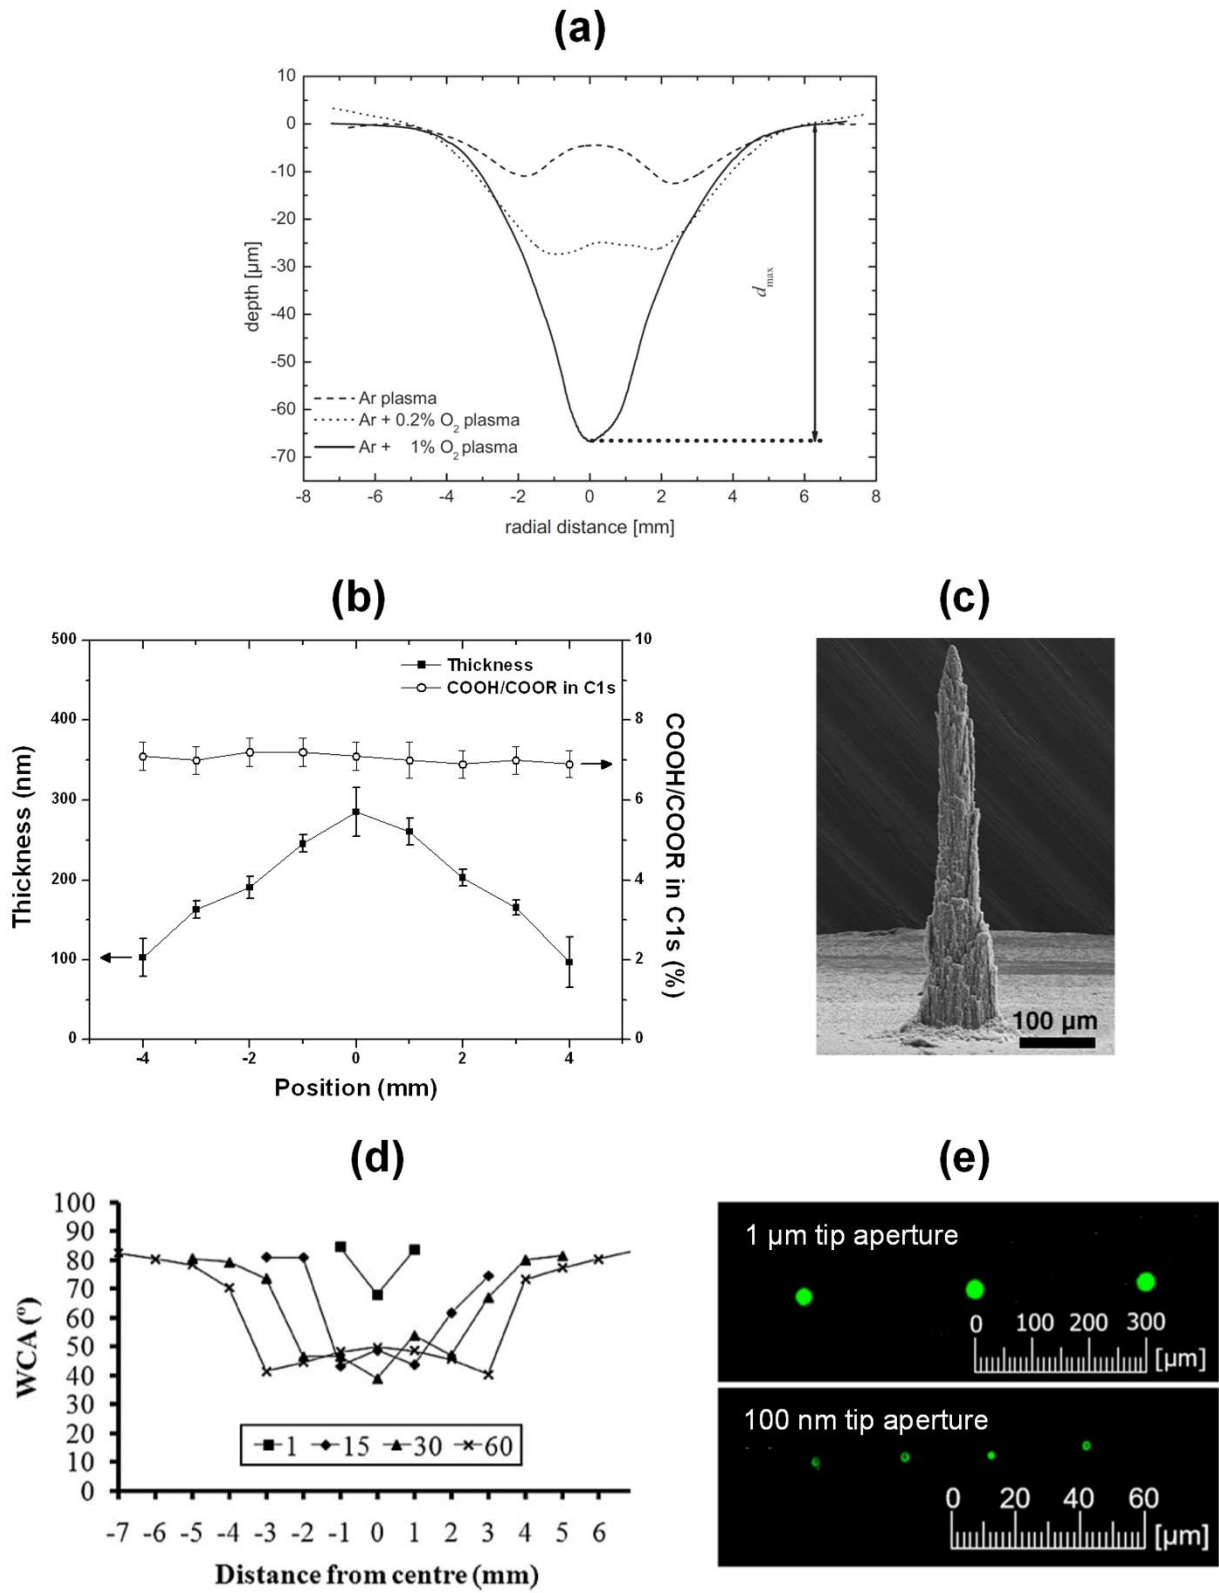 (a)
10
0
-10
-20
-30
-40
-50
-60
-70
depth [µm]
d max
Ar plasma
Ar + 0.2% O2 plasma
Ar + 1% O2 plasma
-8 -6 -4 -2 0 2 4 6 8
radial distance [mm]
(b)
500
400
300
200
100
0
Thickness (nm)
Thickness
COOH/COOR in C1s
10
8
6
4
2
0
COOH/COOR in C1s (%)
-4 -2 0 2 4
Position (mm)
(c)
100 µm
(d)
100
90
80
70
60
50
40
30
20
10
0
WCA (º)
1 15 30 60
-7 -6 -5 -4 -3 -2 -1 0 1 2 3 4 5 6
Distance from centre (mm)
(e)
1 µm tip aperture
0 100 200 300
[µm]
100 nm tip aperture
0 20 40 60
[µm]